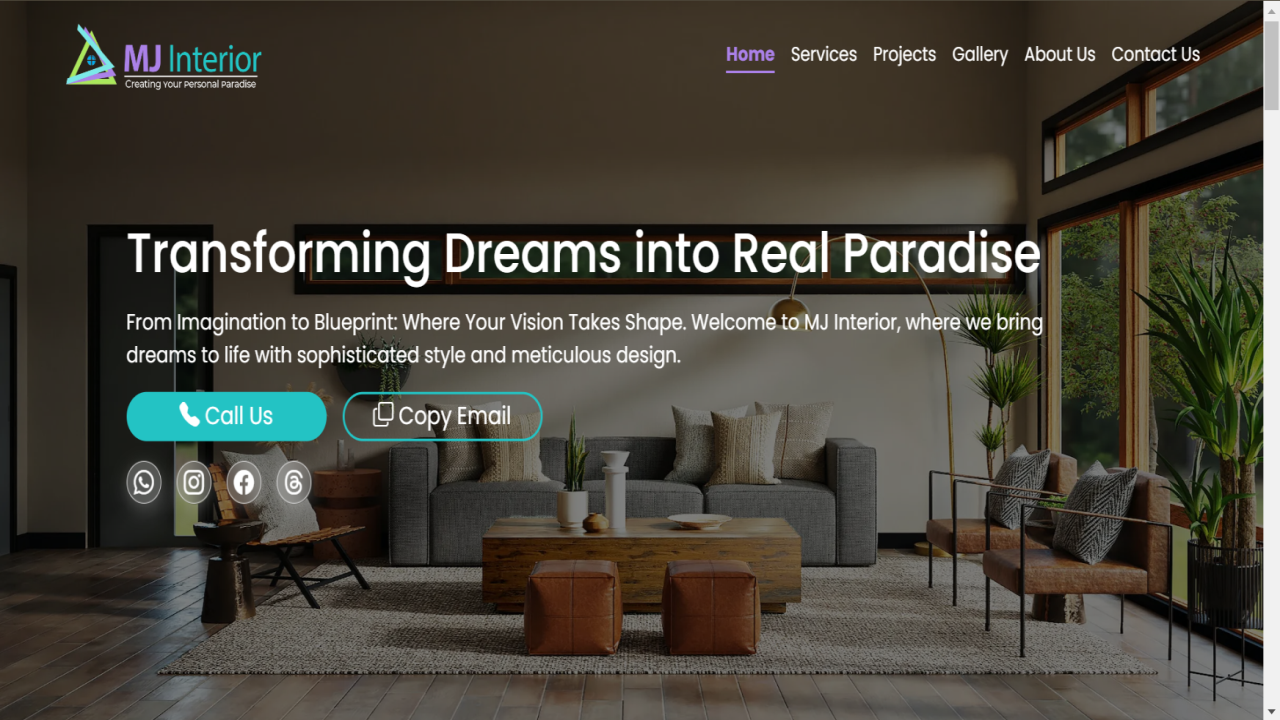 MJ Interior
Creating your Personal Paradise
Home Services Projects Gallery About Us Contact Us
Transforming Dreams into Real Paradise
From Imagination to Blueprint: Where Your Vision Takes Shape. Welcome to MJ Interior, where we bring
dreams to life with sophisticated style and meticulous design.
Call Us Copy Email